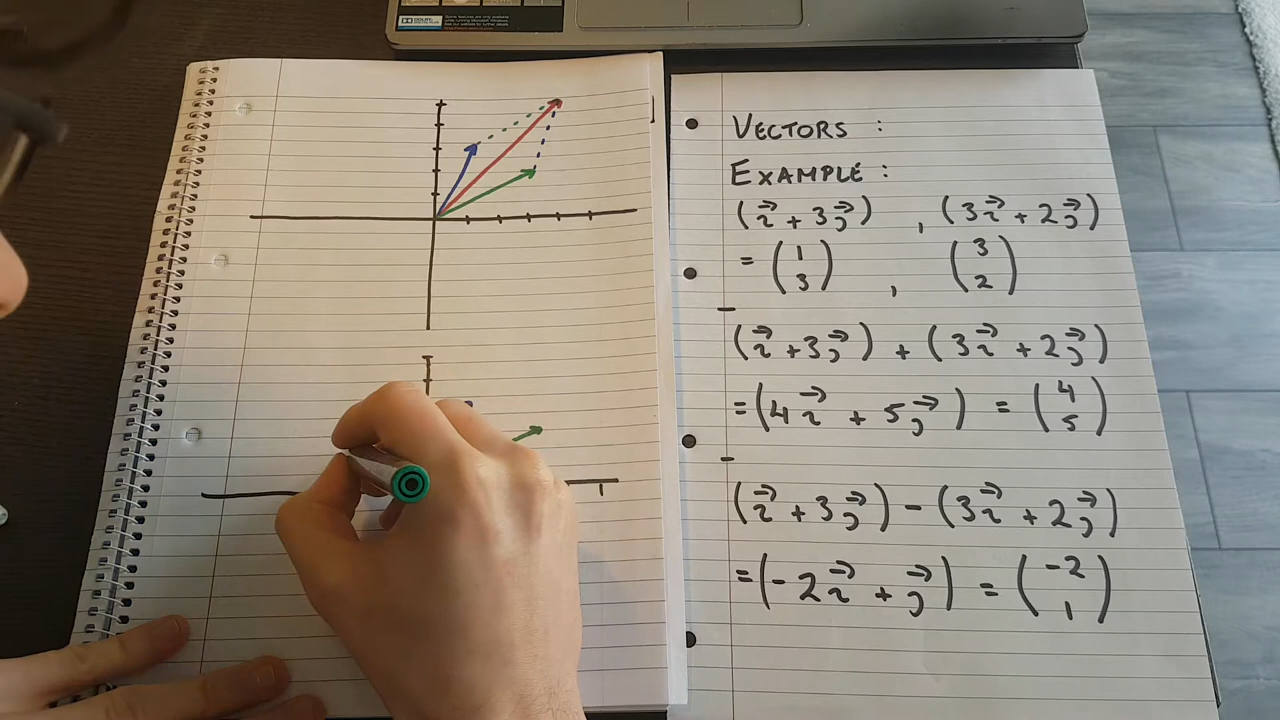 VECTORS :
EXAMPLE :
(i⃗ + 3j⃗) , (3i⃗ + 2j⃗)
= (1 3) , (3 2)
(i⃗ + 3j⃗) + (3i⃗ + 2j⃗)
= (4i⃗ + 5j⃗) = (4 5)
(i⃗ + 3j⃗) - (3i⃗ + 2j⃗)
= (-2i⃗ + j⃗) = (-2 1)